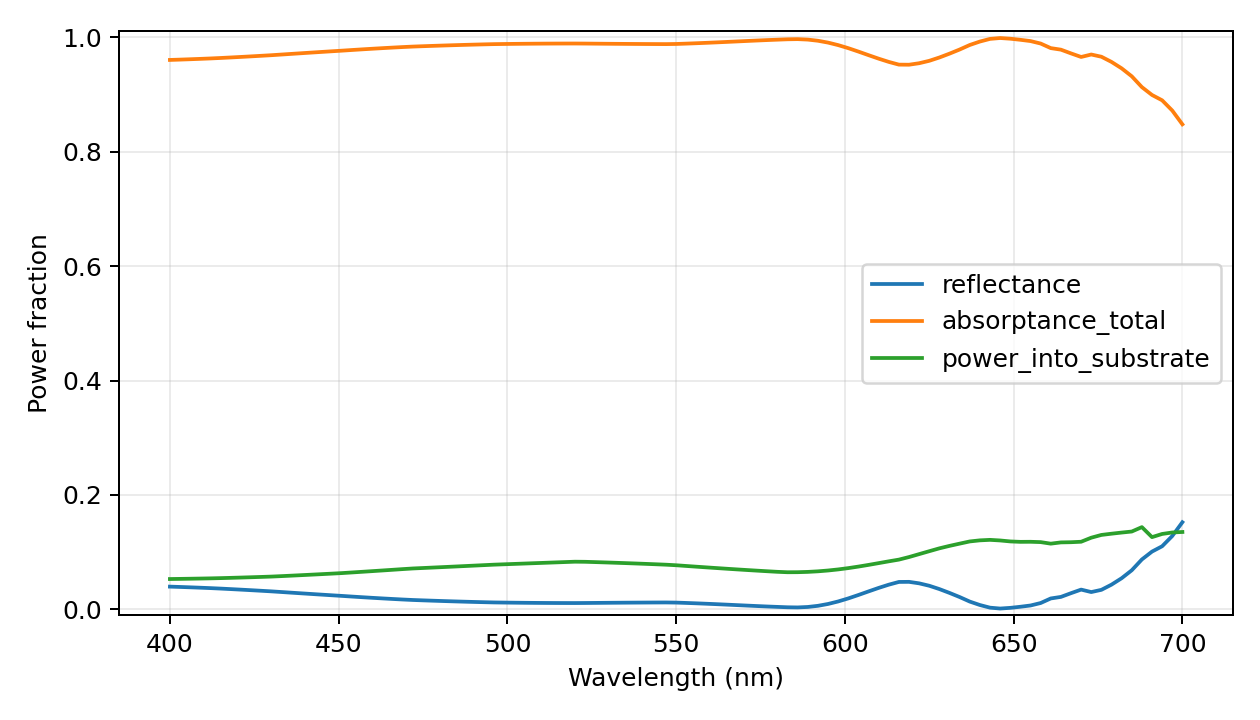 1.0
0.8
0.6
0.4
0.2
0.0
Power fraction
reflectance
absorptance_total
power_into_substrate
400 450 500 550 600 650 700
Wavelength (nm)